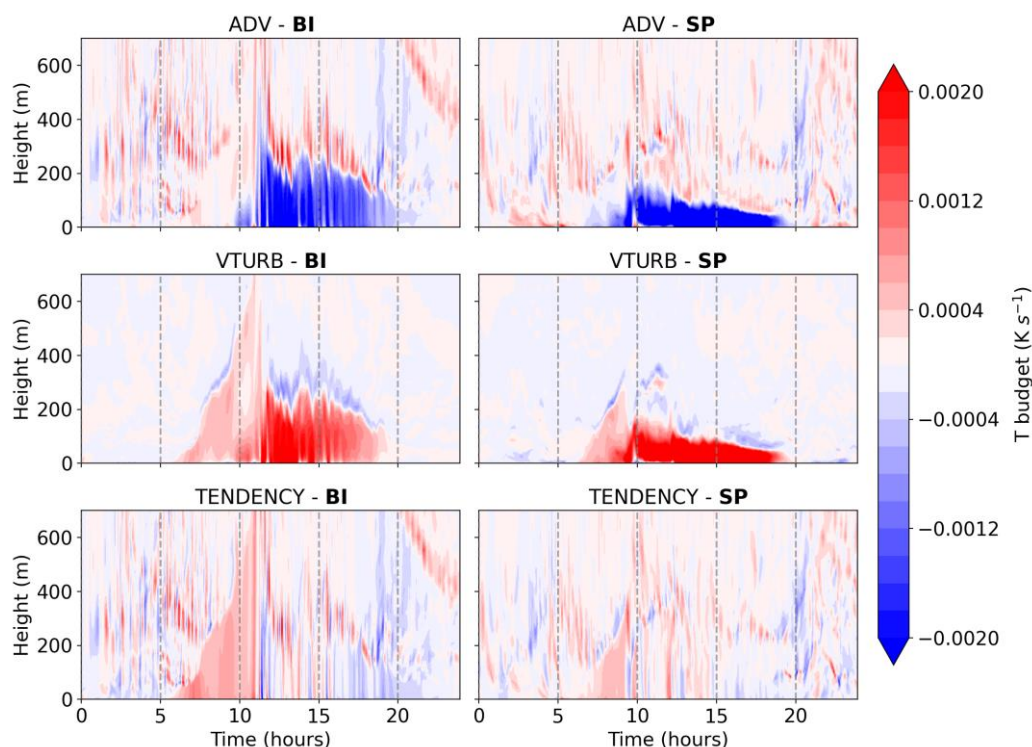 ADV - BI
ADV - SP
Height (m)
600
400
200
0
VTURB - BI
VTURB - SP
Height (m)
600
400
200
0
TENDENCY - BI
TENDENCY - SP
Height (m)
600
400
200
0
0 5 10 15 20
0 5 10 15 20
Time (hours)
Time (hours)
0.0020
0.0012
0.0004
−0.0004
−0.0012
−0.0020
T budget (K s⁻¹)